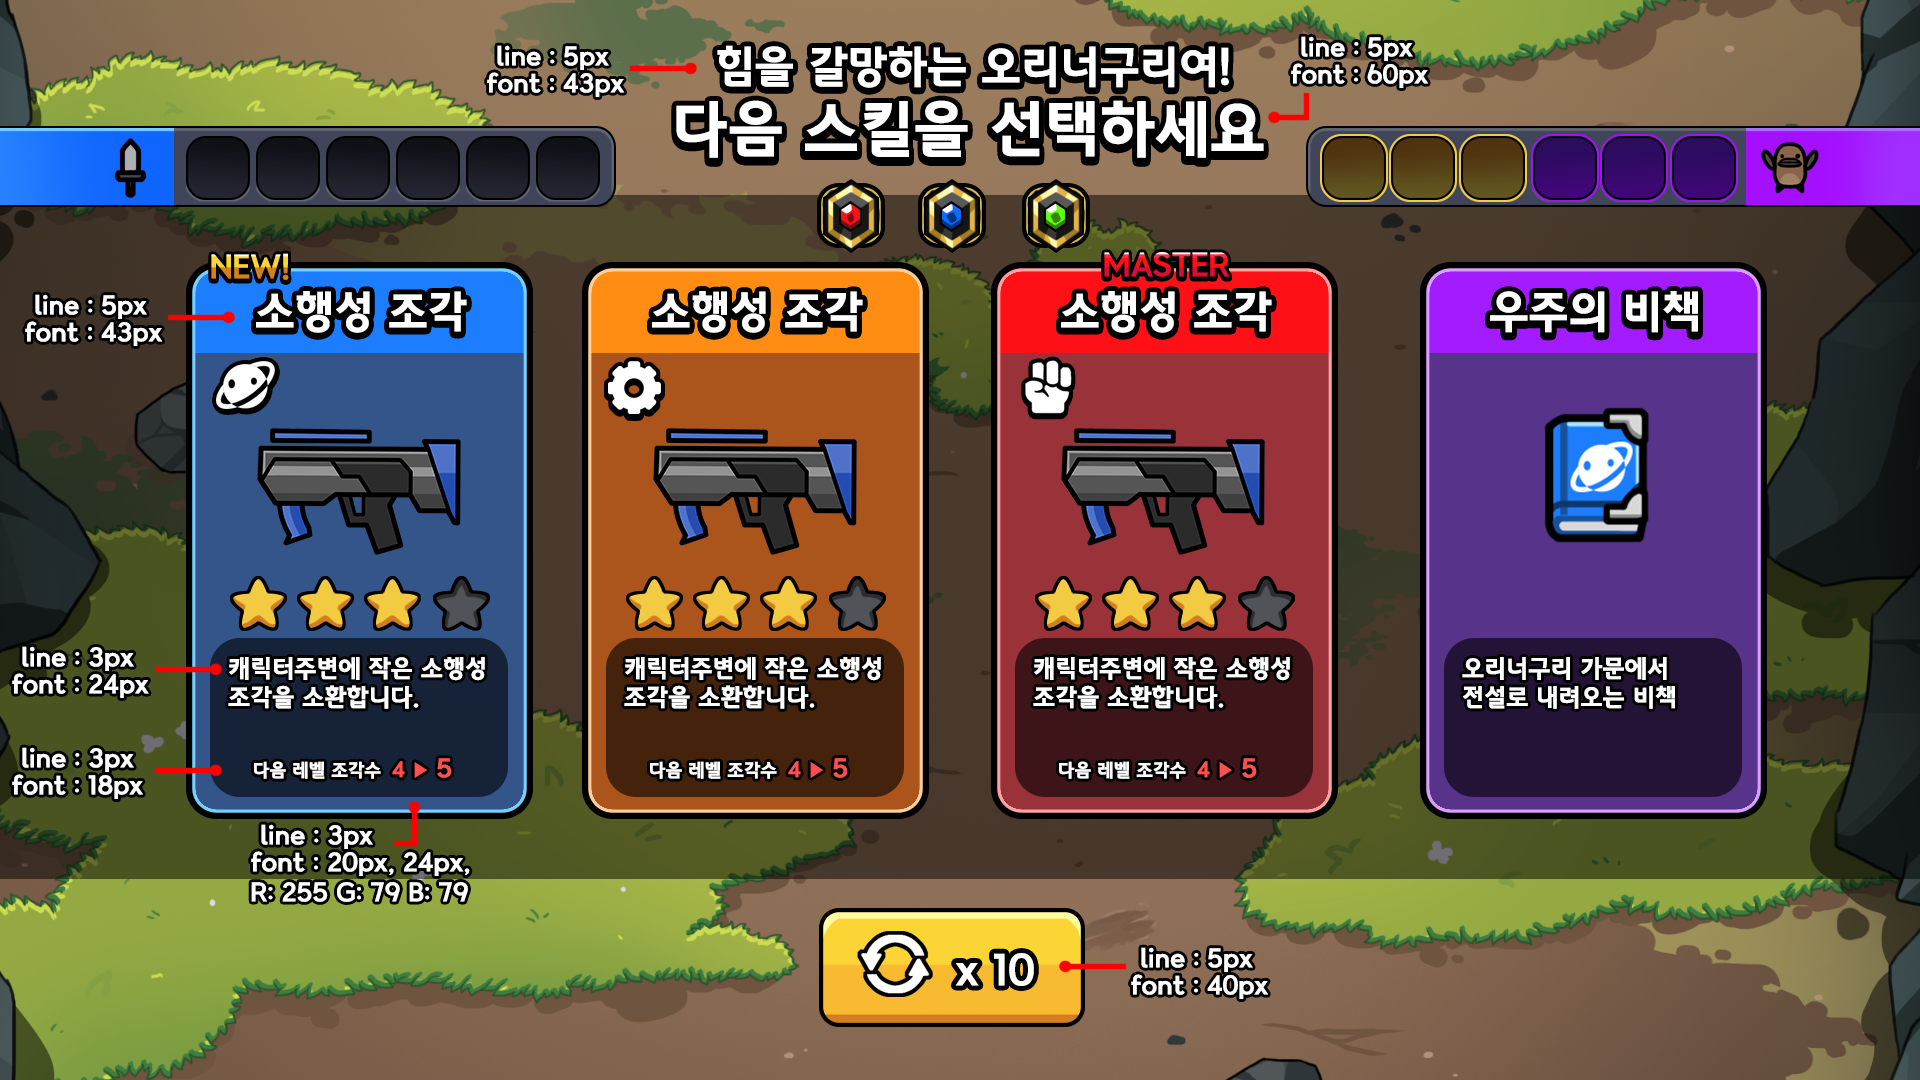 line : 5px
font : 43px
힘을 갈망하는 오리너구리여!
다음 스킬을 선택하세요
line : 5px
font : 60px
NEW!
소행성 조각
소행성 조각
MASTER
소행성 조각
우주의 비책
line : 5px
font : 43px
line : 3px
font : 24px
캐릭터주변에 작은 소행성
조각을 소환합니다.
캐릭터주변에 작은 소행성
조각을 소환합니다.
캐릭터주변에 작은 소행성
조각을 소환합니다.
오리너구리 가문에서
전설로 내려오는 비책
line : 3px
font : 18px
다음 레벨 조각수 4 ▶ 5
다음 레벨 조각수 4 ▶ 5
다음 레벨 조각수 4 ▶ 5
line : 3px
font : 20px, 24px,
R: 255 G: 79 B: 79
x 10
line : 5px
font : 40px